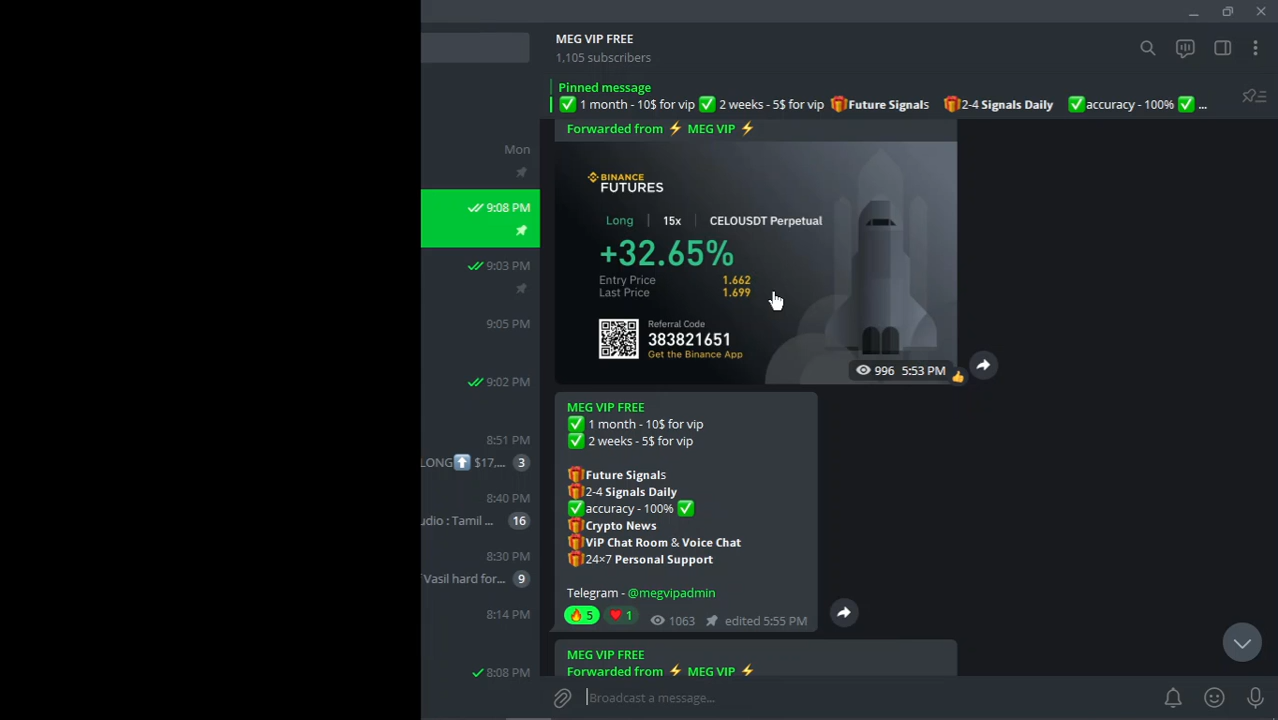 MEG VIP FREE
1,105 subscribers
Pinned message
✅ 1 month - 10$ for vip ✅ 2 weeks - 5$ for vip 🎁Future Signals 🎁2-4 Signals Daily ✅accuracy - 100% ✅ ...
Mon
9:08 PM
9:03 PM
9:05 PM
9:02 PM
8:51 PM
LONG⬆️ $17,... 3
8:40 PM
udio : Tamil ... 16
8:30 PM
Vasil hard for... 9
8:14 PM
8:08 PM
Forwarded from ⚡ MEG VIP ⚡
BINANCE
FUTURES
Long | 15x | CELOUSDT Perpetual
+32.65%
Entry Price 1.662
Last Price 1.699
Referral Code
383821651
Get the Binance App
996 5:53 PM
👍
MEG VIP FREE
✅ 1 month - 10$ for vip
✅ 2 weeks - 5$ for vip
🎁Future Signals
🎁2-4 Signals Daily
✅accuracy - 100% ✅
🎁Crypto News
🎁ViP Chat Room & Voice Chat
🎁24×7 Personal Support
Telegram - @megvipadmin
🔥 5 ❤️ 1 1063 edited 5:55 PM
MEG VIP FREE
Forwarded from ⚡ MEG VIP ⚡
Broadcast a message...